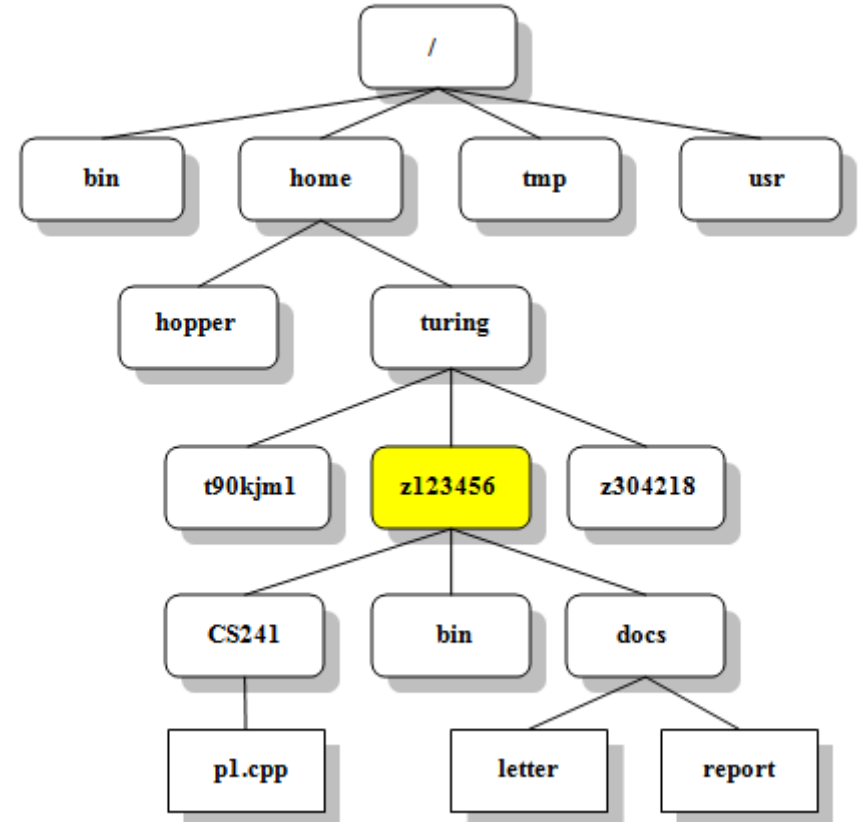 /
bin home tmp usr
hopper turing
t90kjm1 z123456 z304218
CS241 bin docs
p1.cpp letter report